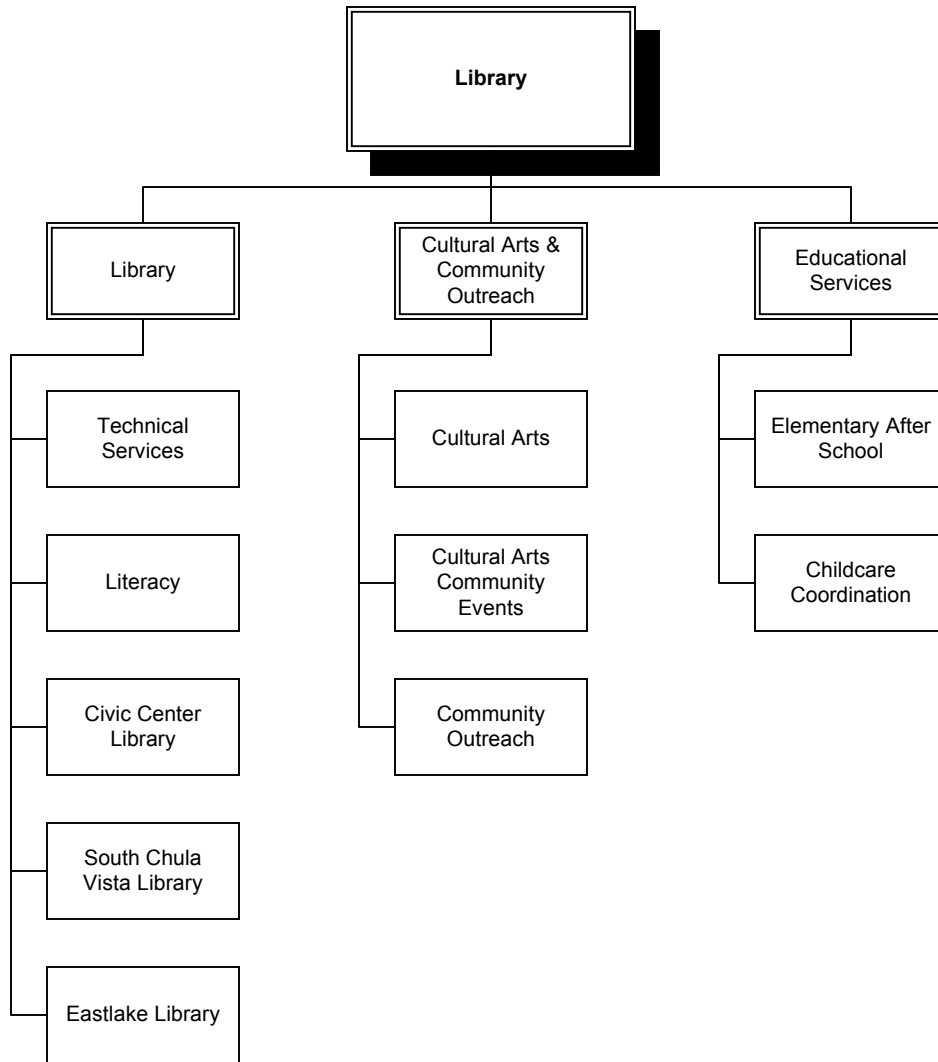 Library
Library
Cultural Arts &
Community
Outreach
Educational
Services
Technical
Services
Cultural Arts
Elementary After
School
Literacy
Cultural Arts
Community
Events
Childcare
Coordination
Civic Center
Library
Community
Outreach
South Chula
Vista Library
Eastlake Library